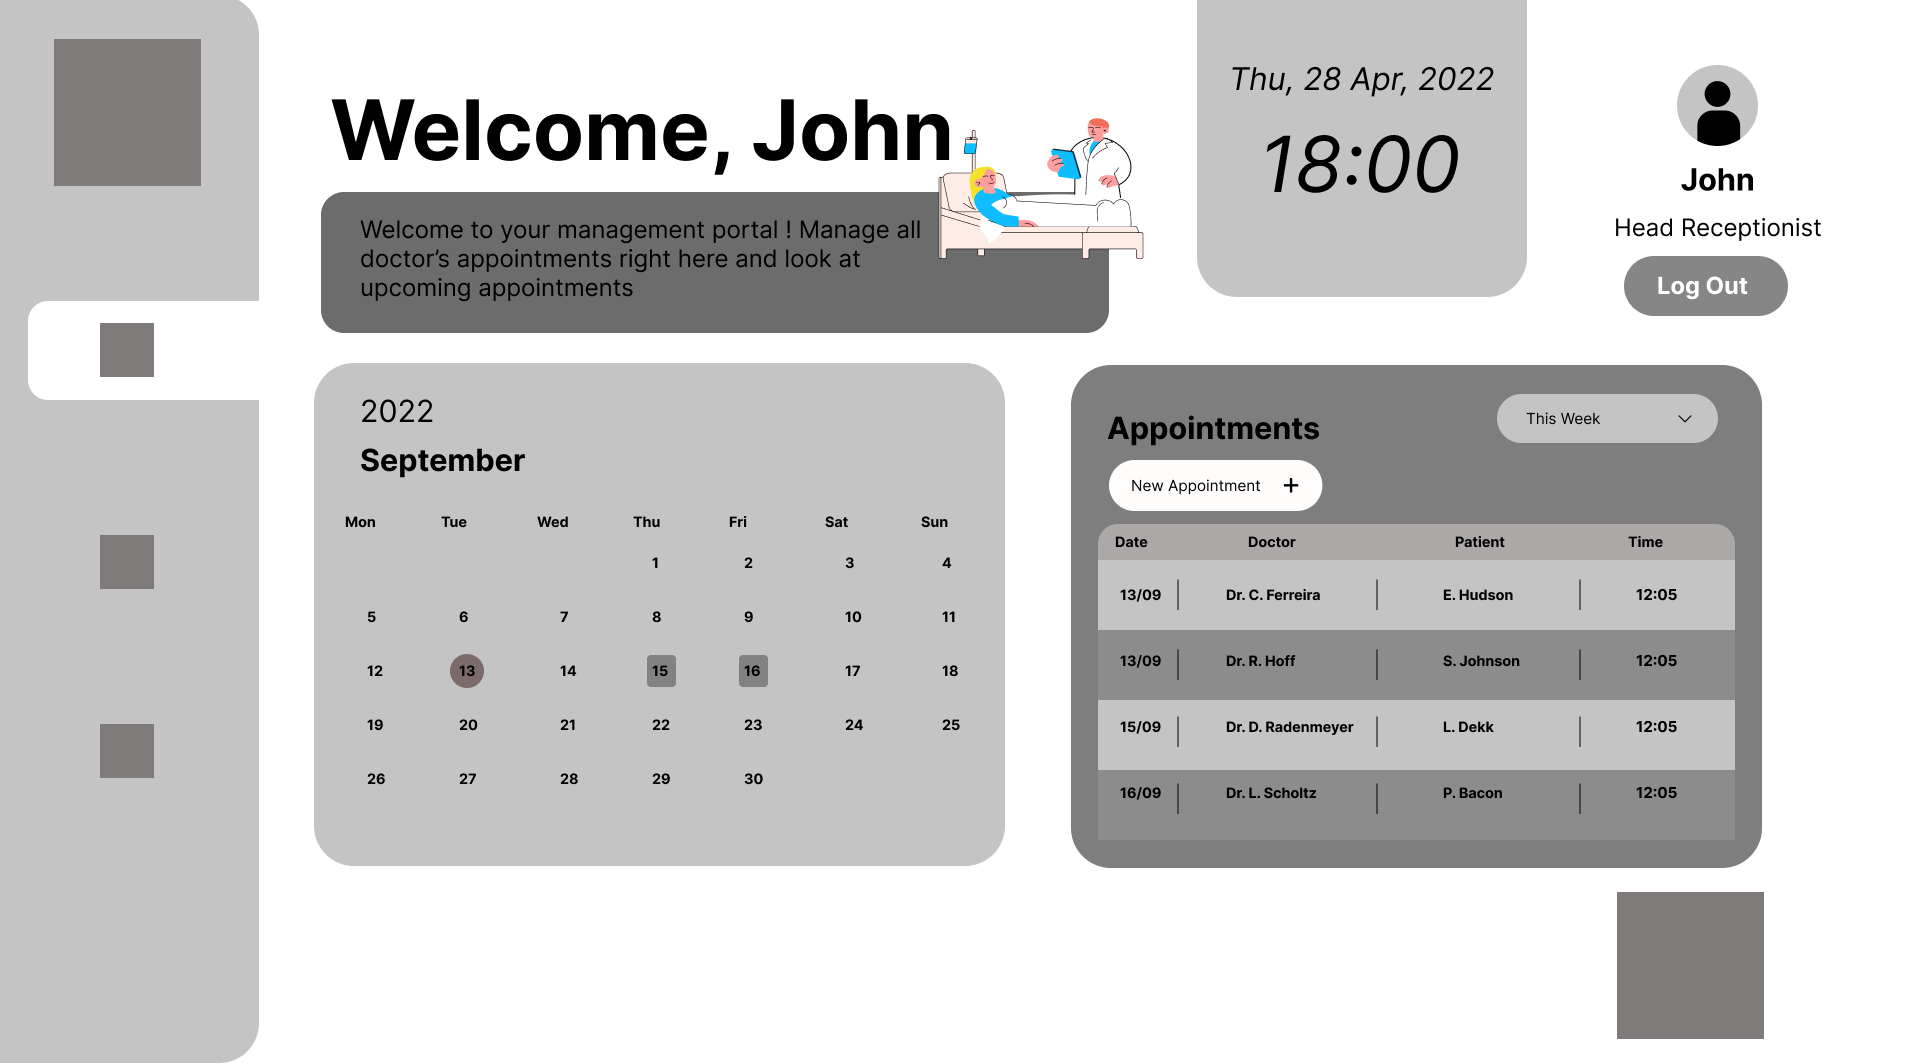 Welcome, John
Welcome to your management portal ! Manage all
doctor’s appointments right here and look at
upcoming appointments
Thu, 28 Apr, 2022
18:00
John
Head Receptionist
Log Out
2022
September
Mon Tue Wed Thu Fri Sat Sun
1 2 3 4
5 6 7 8 9 10 11
12 13 14 15 16 17 18
19 20 21 22 23 24 25
26 27 28 29 30
Appointments
This Week
New Appointment +
Date Doctor Patient Time
13/09 Dr. C. Ferreira E. Hudson 12:05
13/09 Dr. R. Hoff S. Johnson 12:05
15/09 Dr. D. Radenmeyer L. Dekk 12:05
16/09 Dr. L. Scholtz P. Bacon 12:05